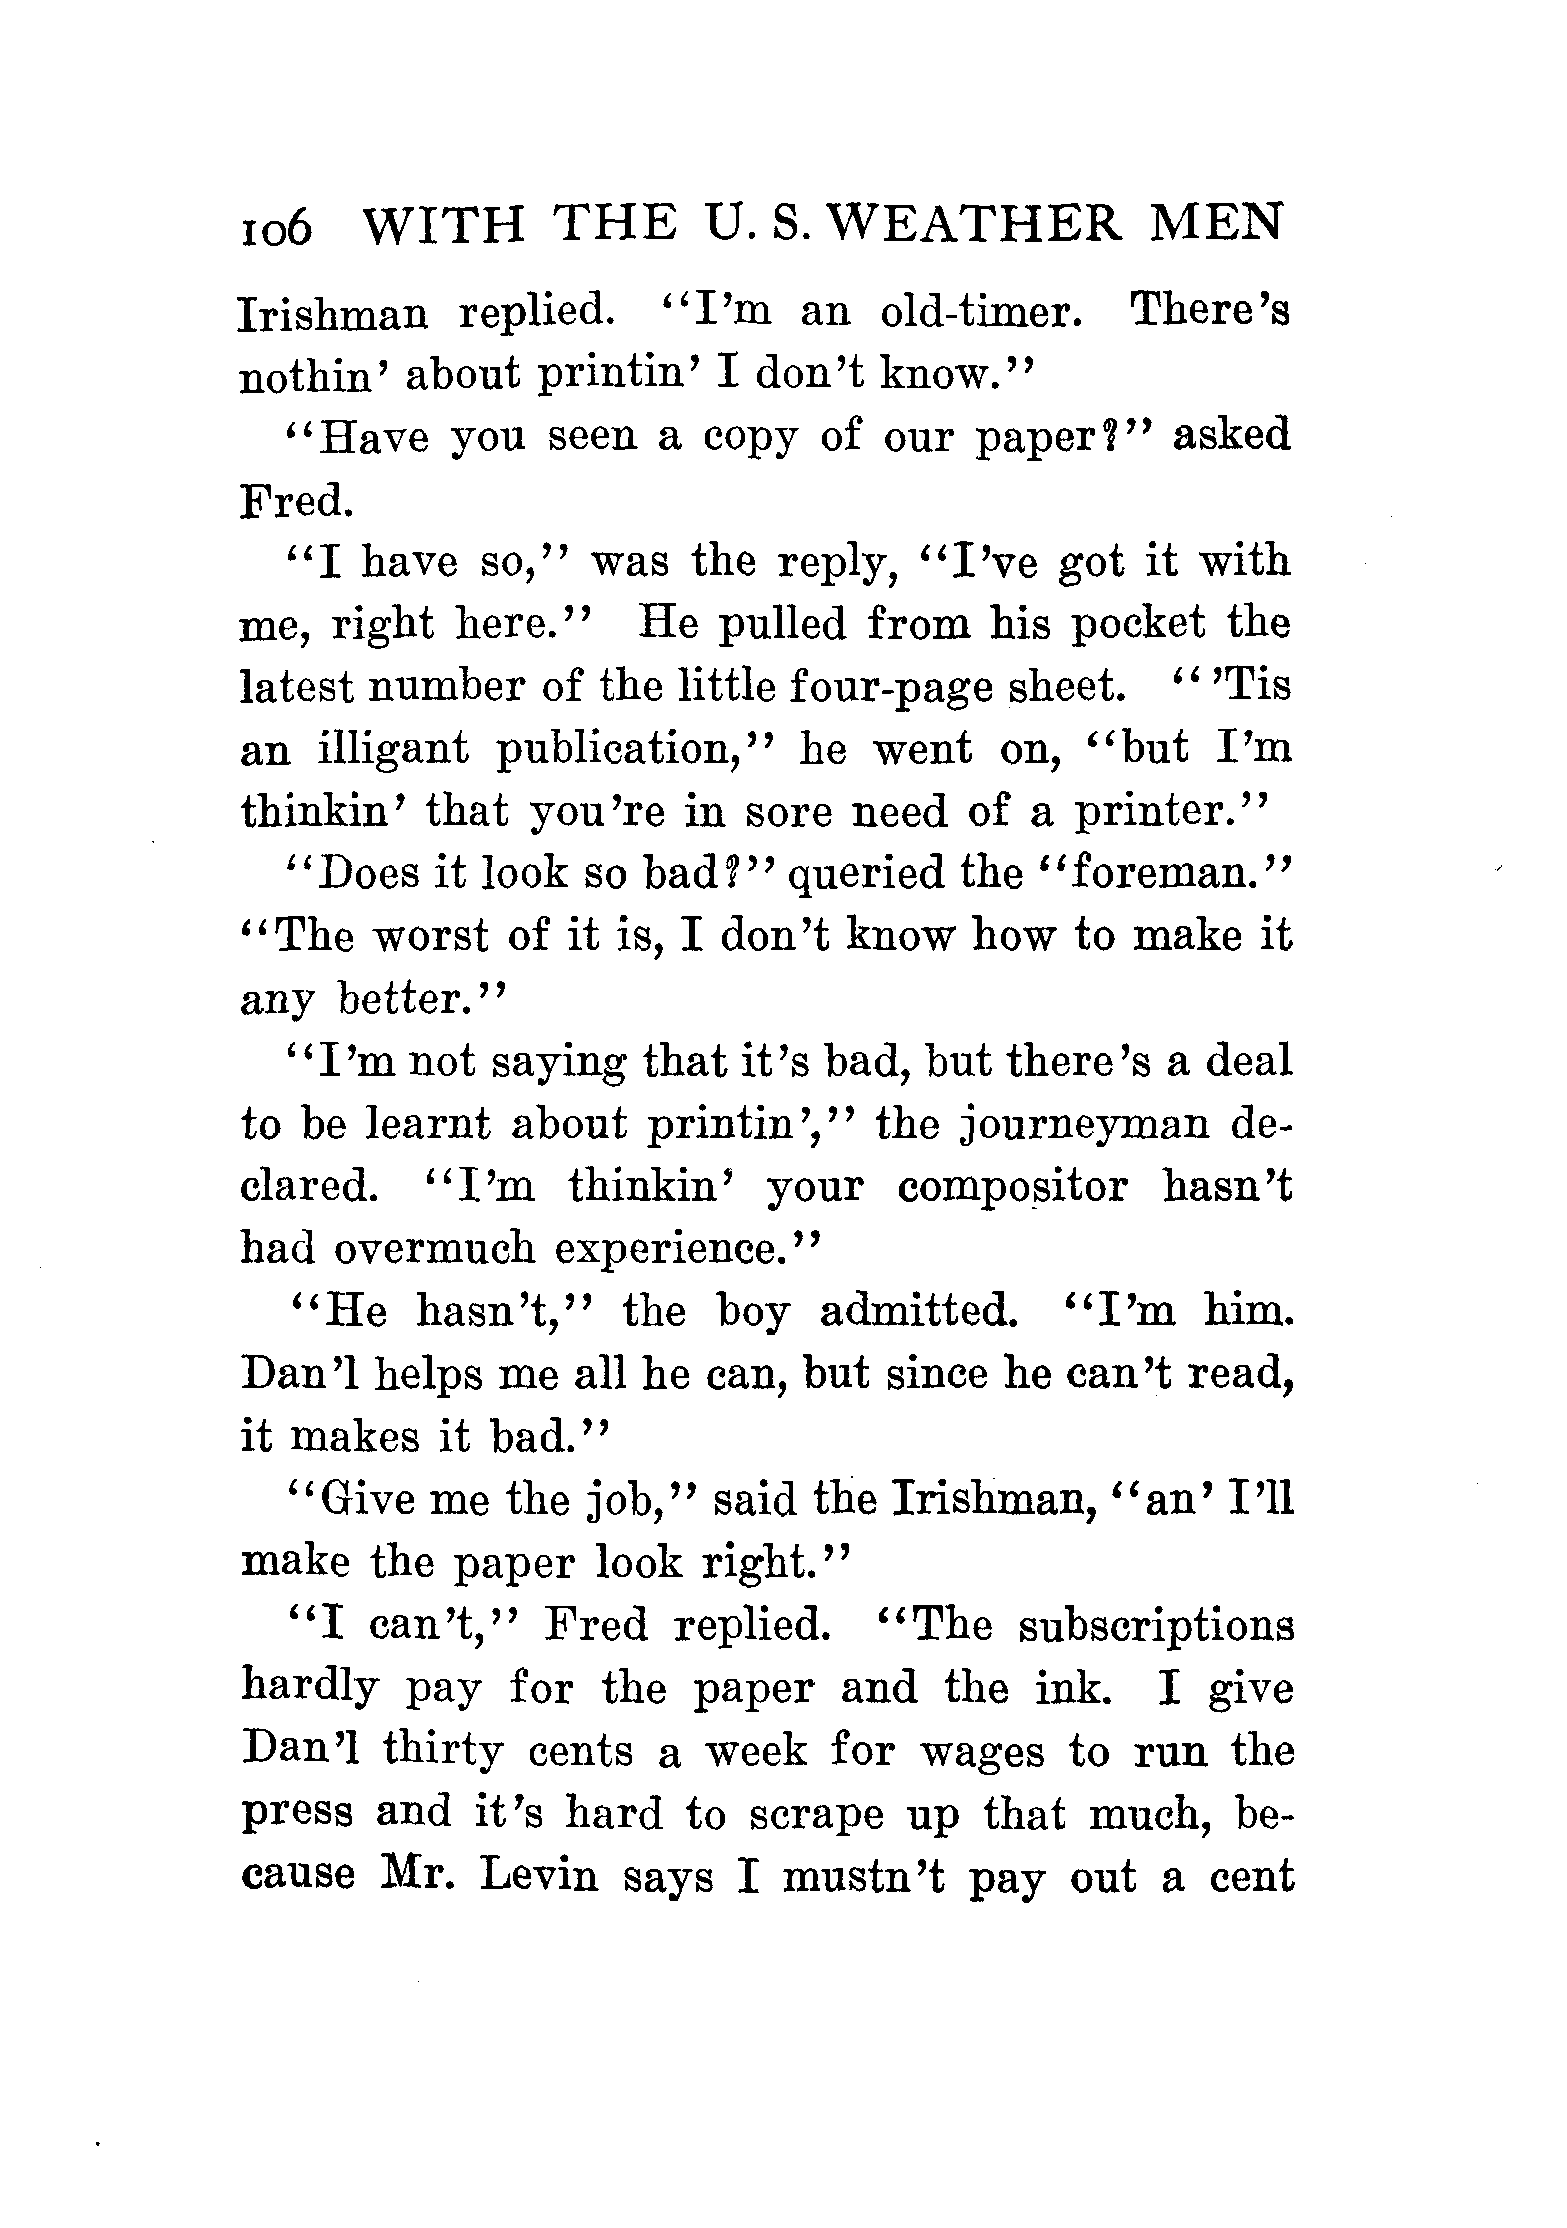 106 WITH THE U. S. WEATHER MEN
Irishman replied. "I'm an old-timer. There's
nothin' about printin' I don't know."
"Have you seen a copy of our paper?" asked
Fred.
"I have so," was the reply, "I've got it with
me, right here." He pulled from his pocket the
latest number of the little four-page sheet. "'Tis
an illigant publication," he went on, "but I'm
thinkin' that you're in sore need of a printer."
"Does it look so bad?" queried the "foreman."
"The worst of it is, I don't know how to make it
any better."
"I'm not saying that it's bad, but there's a deal
to be learnt about printin'," the journeyman de-
clared. "I'm thinkin' your compositor hasn't
had overmuch experience."
"He hasn't," the boy admitted. "I'm him.
Dan'l helps me all he can, but since he can't read,
it makes it bad."
"Give me the job," said the Irishman, "an' I'll
make the paper look right."
"I can't," Fred replied. "The subscriptions
hardly pay for the paper and the ink. I give
Dan'l thirty cents a week for wages to run the
press and it's hard to scrape up that much, be-
cause Mr. Levin says I mustn't pay out a cent